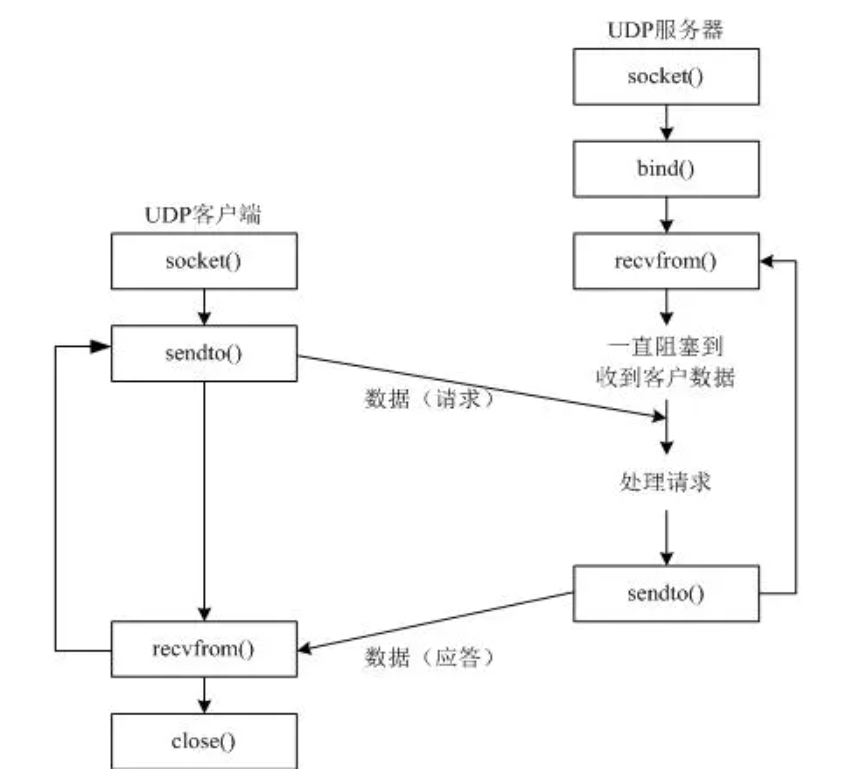 UDP服务器
socket()
bind()
UDP客户端
socket()
recvfrom()
sendto()
一直阻塞到
收到客户数据
数据（请求）
处理请求
sendto()
recvfrom()
数据（应答）
close()